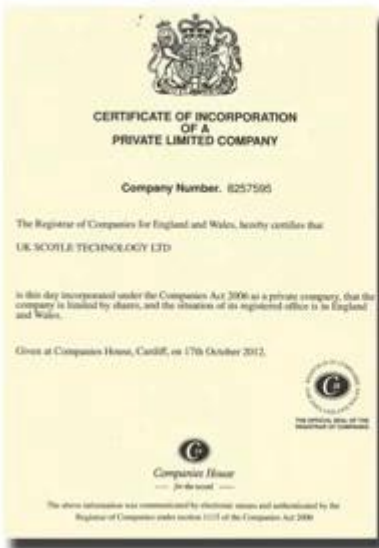 CERTIFICATE OF INCORPORATION
OF A
PRIVATE LIMITED COMPANY
Company Number. 8257595
The Registrar of Companies for England and Wales, hereby certifies that
UK SCOTLE TECHNOLOGY LTD
is this day incorporated under the Companies Act 2006 as a private company, that the
company is limited by shares, and the situation of its registered office is in England
and Wales.
Given at Companies House, Cardiff, on 17th October 2012.
THE OFFICIAL SEAL OF THE
REGISTRAR OF COMPANIES
Companies House
for the record
The above information was communicated by electronic means and authenticated by the
Registrar of Companies under section 1115 of the Companies Act 2006